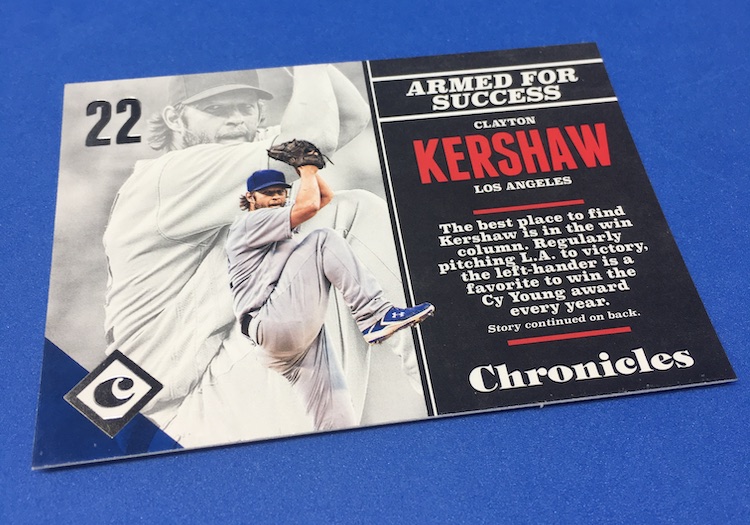 22
ARMED FOR
SUCCESS
CLAYTON
KERSHAW
LOS ANGELES
The best place to find
Kershaw is in the win
column. Regularly
pitching L.A. to victory,
the left-hander is a
favorite to win the
Cy Young award
every year.
Story continued on back.
Chronicles
C